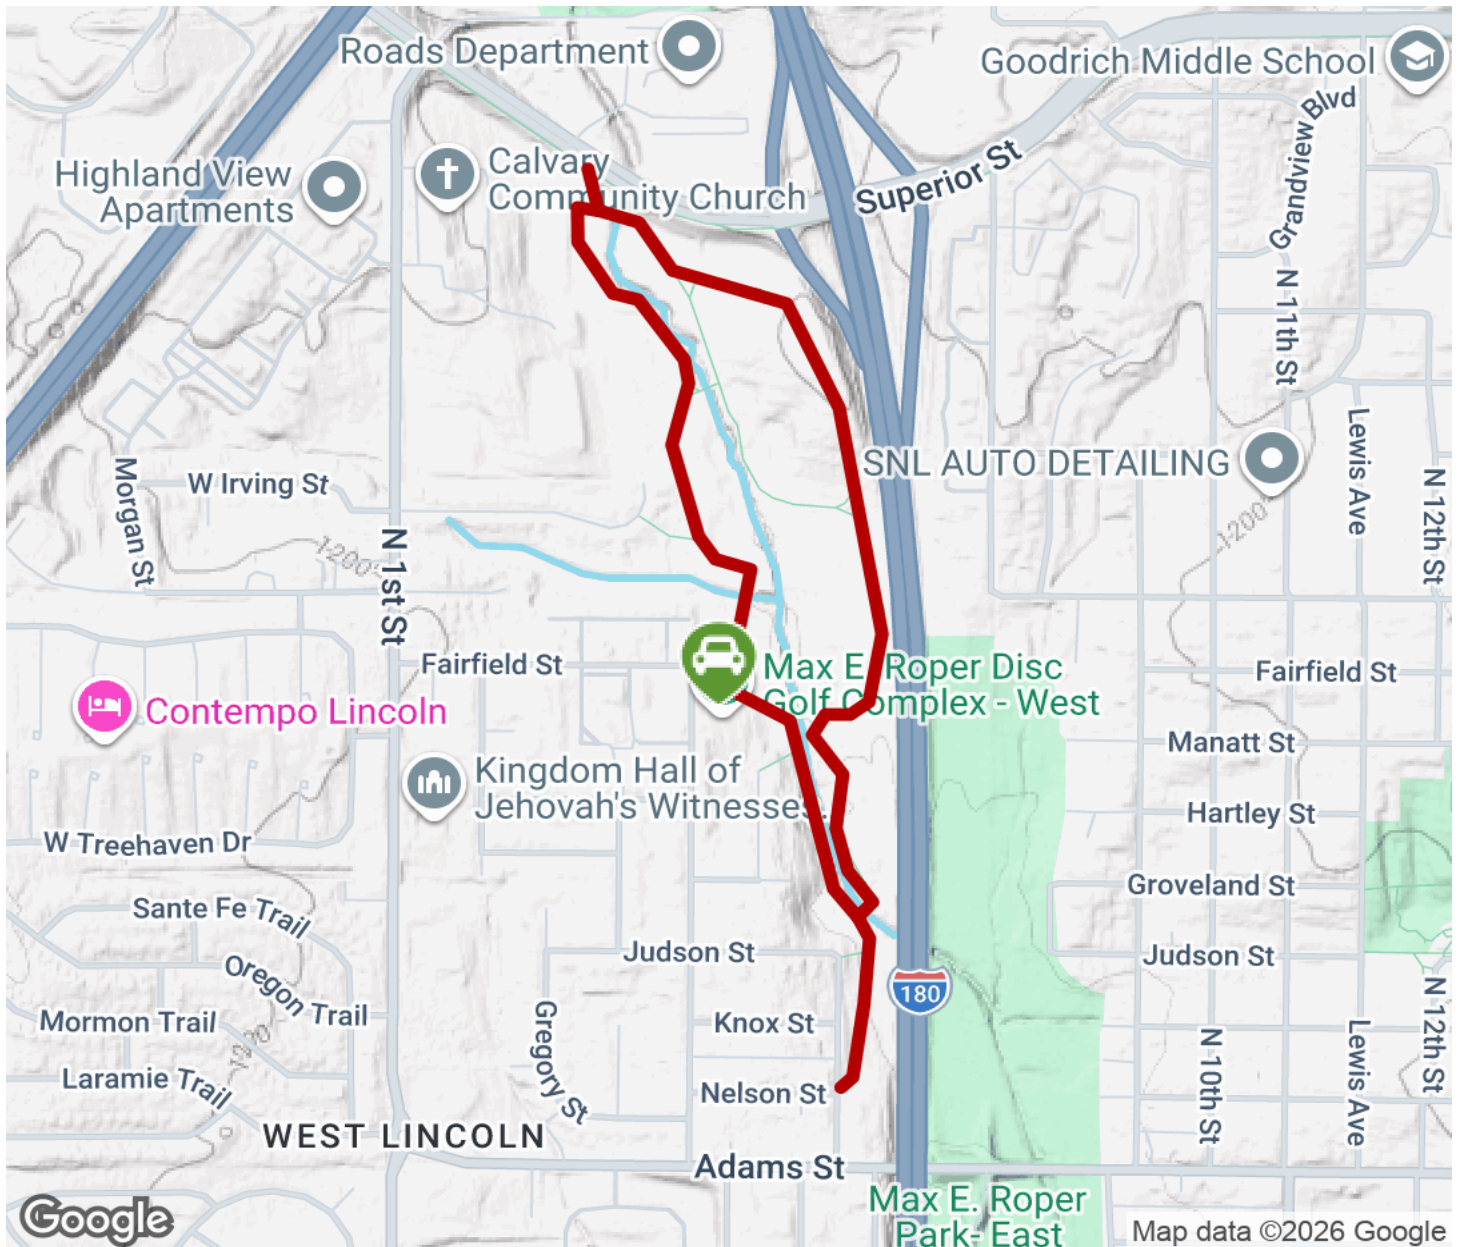 Roads Department
Goodrich Middle School
Grandview Blvd
Calvary
Community Church
Highland View
Apartments
Superior St
N 11th St
Lewis Ave
SNL AUTO DETAILING
N 12th St
W Irving St
Morgan St
1200
1200
N 1st St
Fairfield St
Max E. Roper Disc
Golf Complex - West
Fairfield St
Contempo Lincoln
Manatt St
Kingdom Hall of
Jehovah's Witnesses.
Hartley St
W Treehaven Dr
Groveland St
Sante Fe Trail
Judson St
Judson St
Oregon Trail
180
N 12th St
Mormon Trail
1200
Gregory St
Knox St
N 10th St
Lewis Ave
Laramie Trail
Nelson St
WEST LINCOLN
Adams St
Max E. Roper
Park- East
Google
Map data ©2026 Google